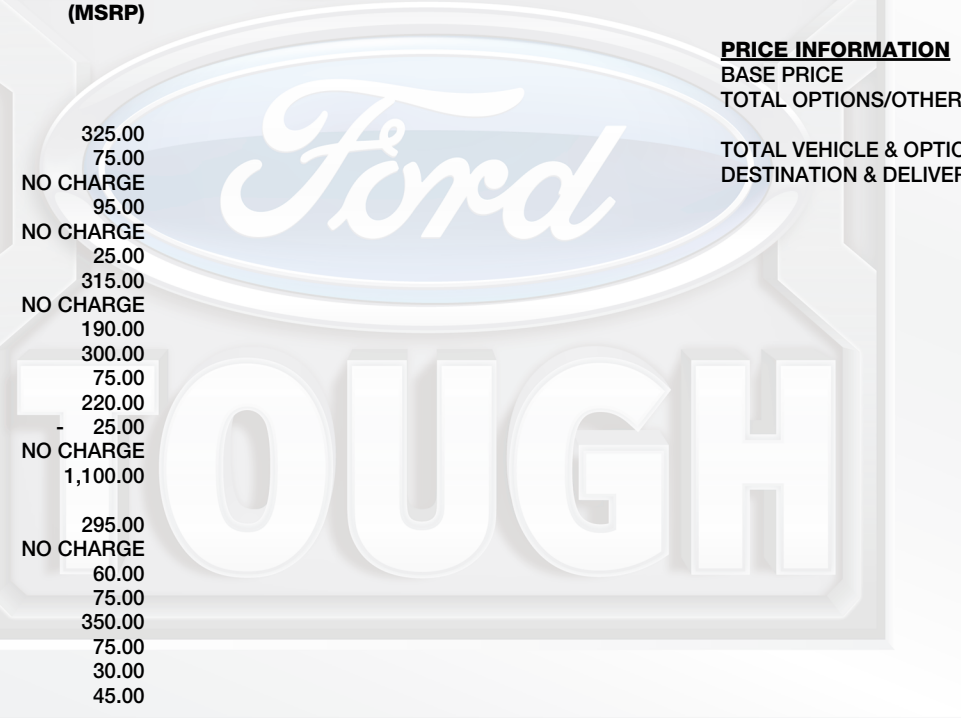 (MSRP)
325.00
75.00
NO CHARGE
95.00
NO CHARGE
25.00
315.00
NO CHARGE
190.00
300.00
75.00
220.00
- 25.00
NO CHARGE
1,100.00
295.00
NO CHARGE
60.00
75.00
350.00
75.00
30.00
45.00
PRICE INFORMATION
BASE PRICE
TOTAL OPTIONS/OTHER
TOTAL VEHICLE & OPTIO
DESTINATION & DELIVER
Ford
TOUGH